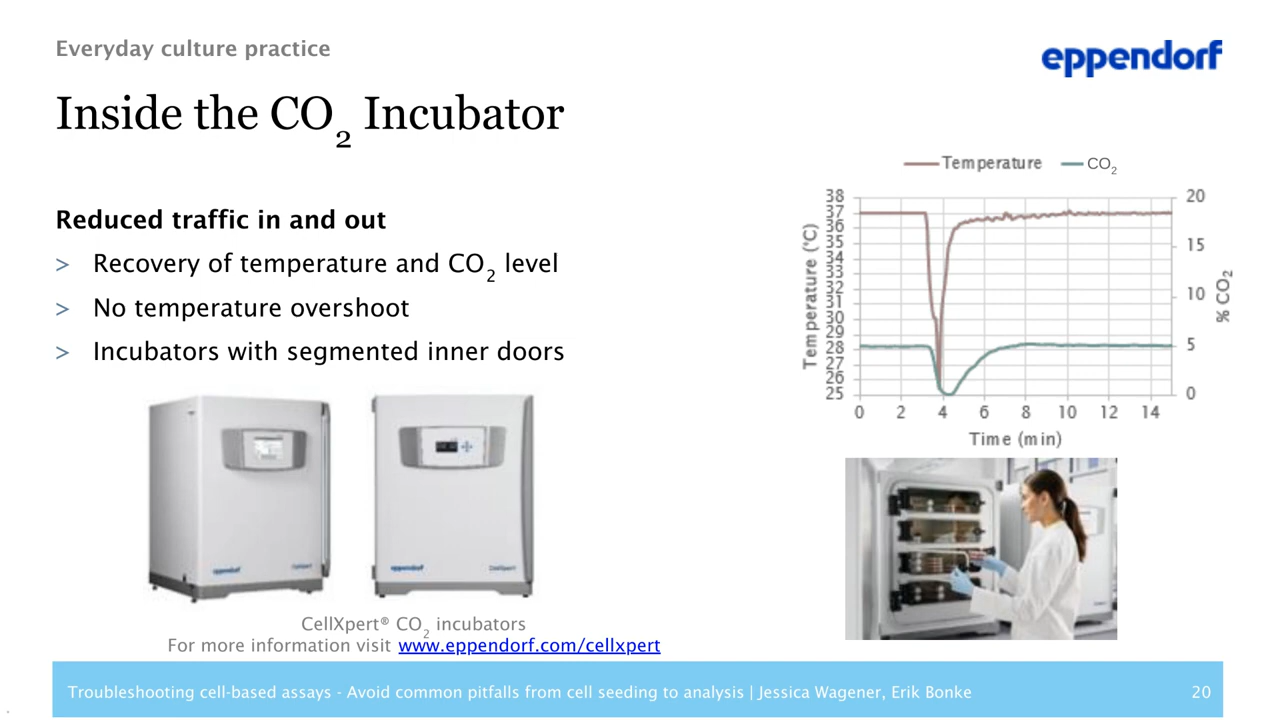 Everyday culture practice
eppendorf
Inside the CO2 Incubator
Reduced traffic in and out
> Recovery of temperature and CO2 level
> No temperature overshoot
> Incubators with segmented inner doors
Temperature CO2
38
37
36
35
34
33
32
31
30
29
28
27
26
25
Temperature (°C)
20
15
10
5
0
% CO2
0 2 4 6 8 10 12 14
Time (min)
eppendorf CellXpert
eppendorf CellXpert
CellXpert® CO2 incubators
For more information visit www.eppendorf.com/cellxpert
Troubleshooting cell-based assays - Avoid common pitfalls from cell seeding to analysis | Jessica Wagener, Erik Bonke 20